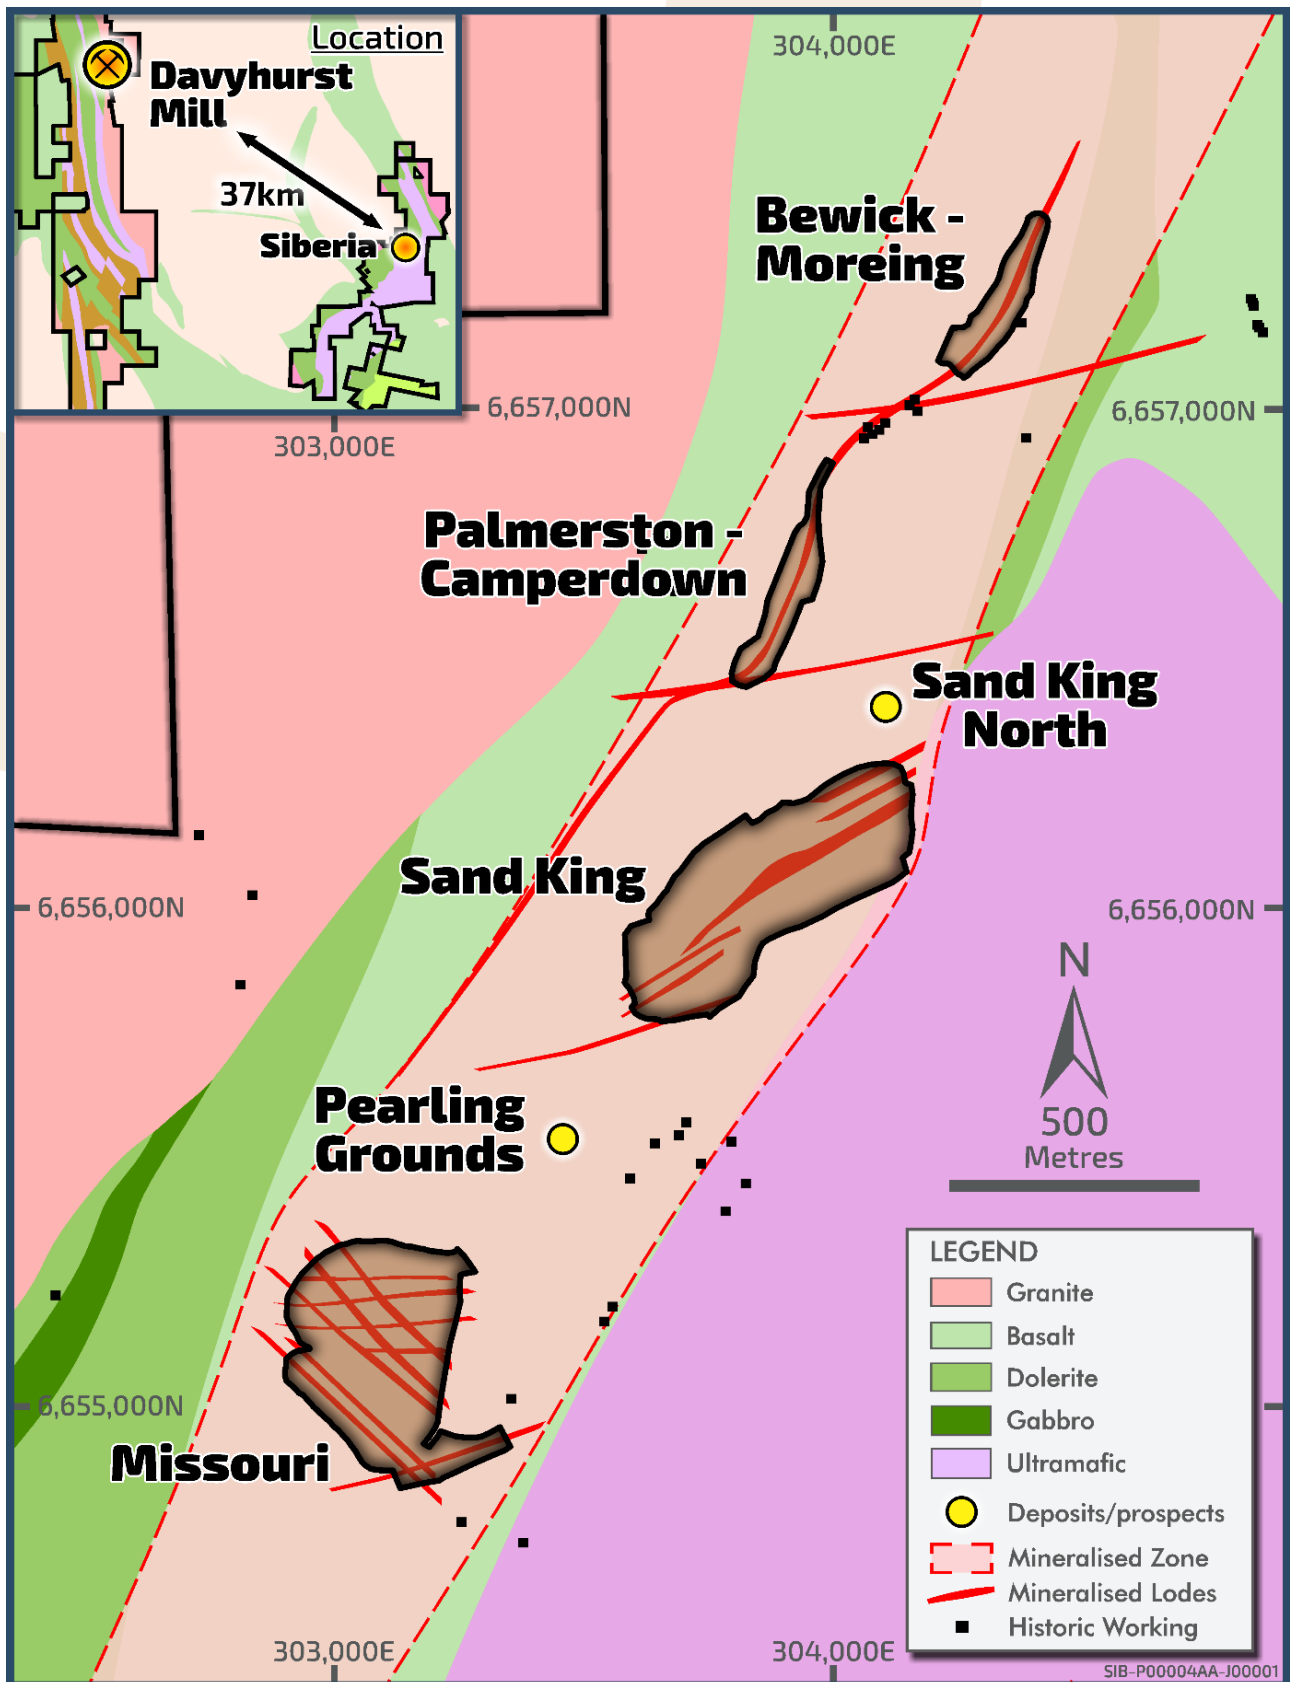 Location
Davyhurst
Mill
37km
Siberia
304,000E
Bewick -
Moreing
6,657,000N
6,657,000N
303,000E
Palmerston -
Camperdown
Sand King
North
Sand King
6,656,000N
6,656,000N
N
500
Metres
Pearling
Grounds
LEGEND
Granite
Basalt
Dolerite
Gabbro
Ultramafic
Deposits/prospects
Mineralised Zone
Mineralised Lodes
Historic Working
6,655,000N
Missouri
303,000E
304,000E
SIB-P00004AA-J00001